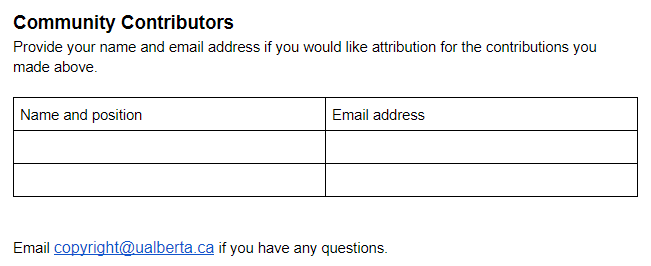 Community Contributors
Provide your name and email address if you would like attribution for the contributions you
made above.
Name and position
Email address
Email copyright@ualberta.ca if you have any questions.